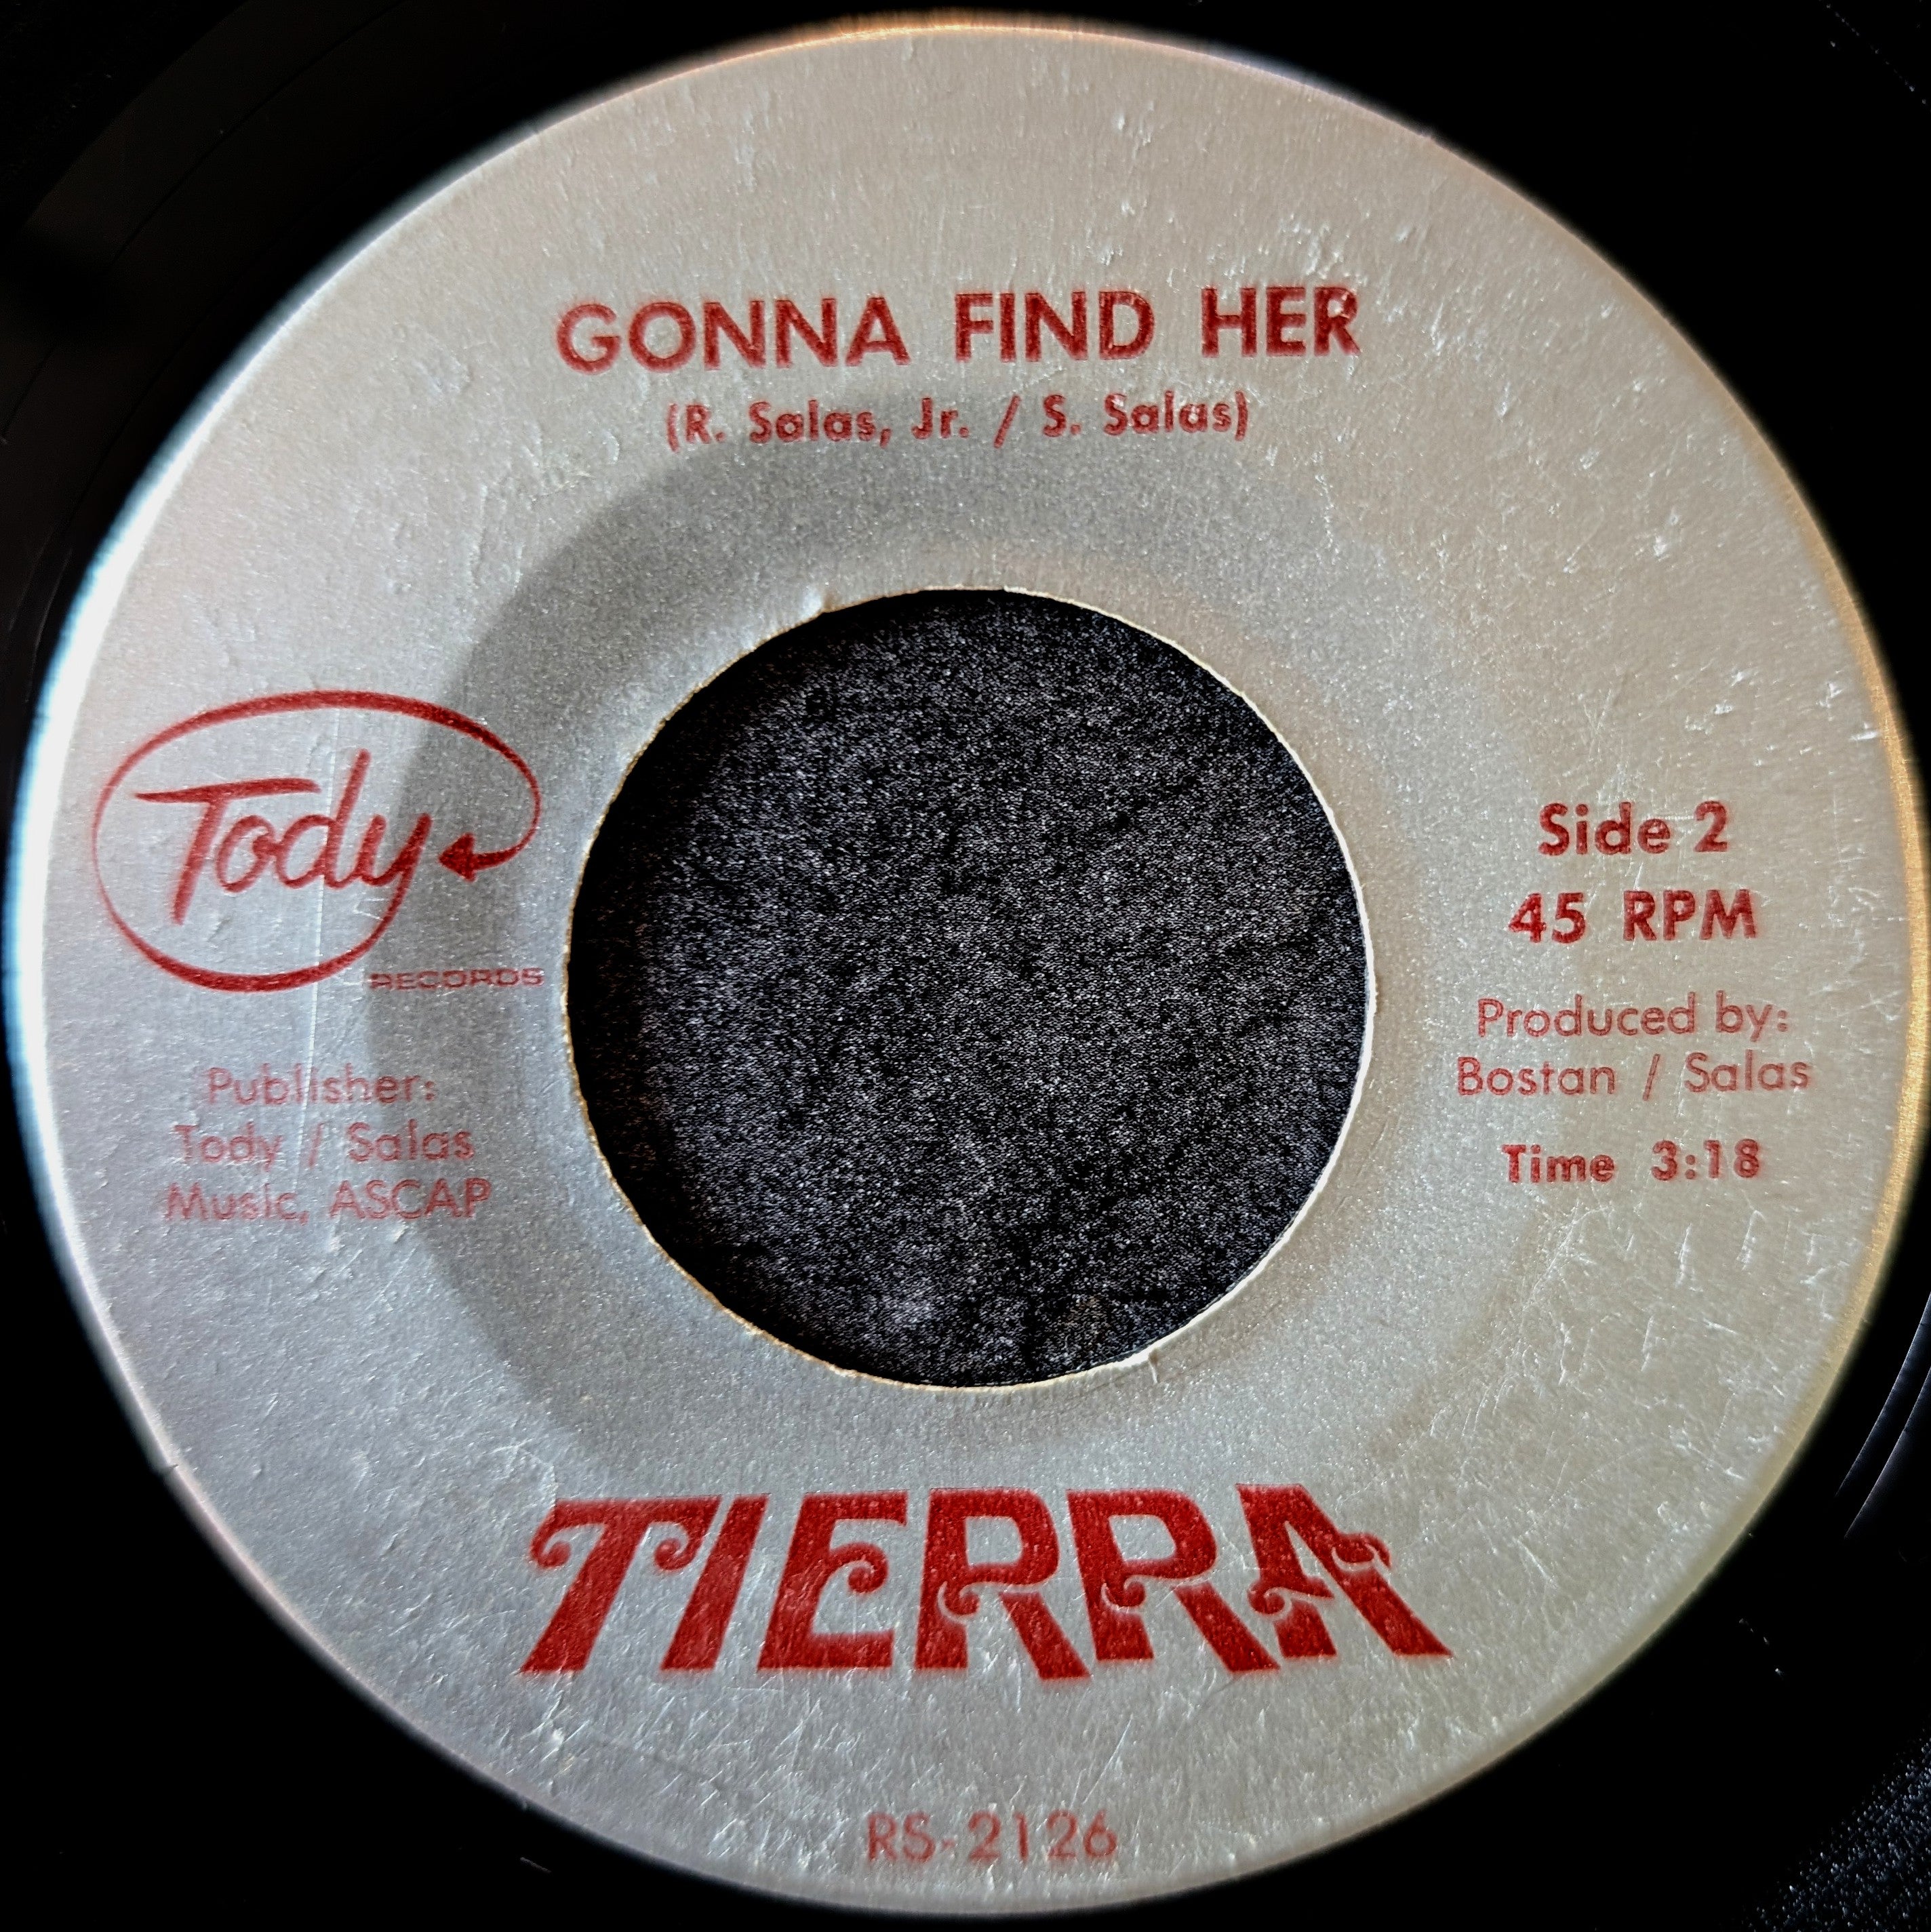 GONNA FIND HER
(R. Salas, Jr. / S. Salas)
Tody
RECORDS
Publisher:
Tody / Salas
Music, ASCAP
Side 2
45 RPM
Produced by:
Bostan / Salas
Time 3:18
TIERRA
RS-2126